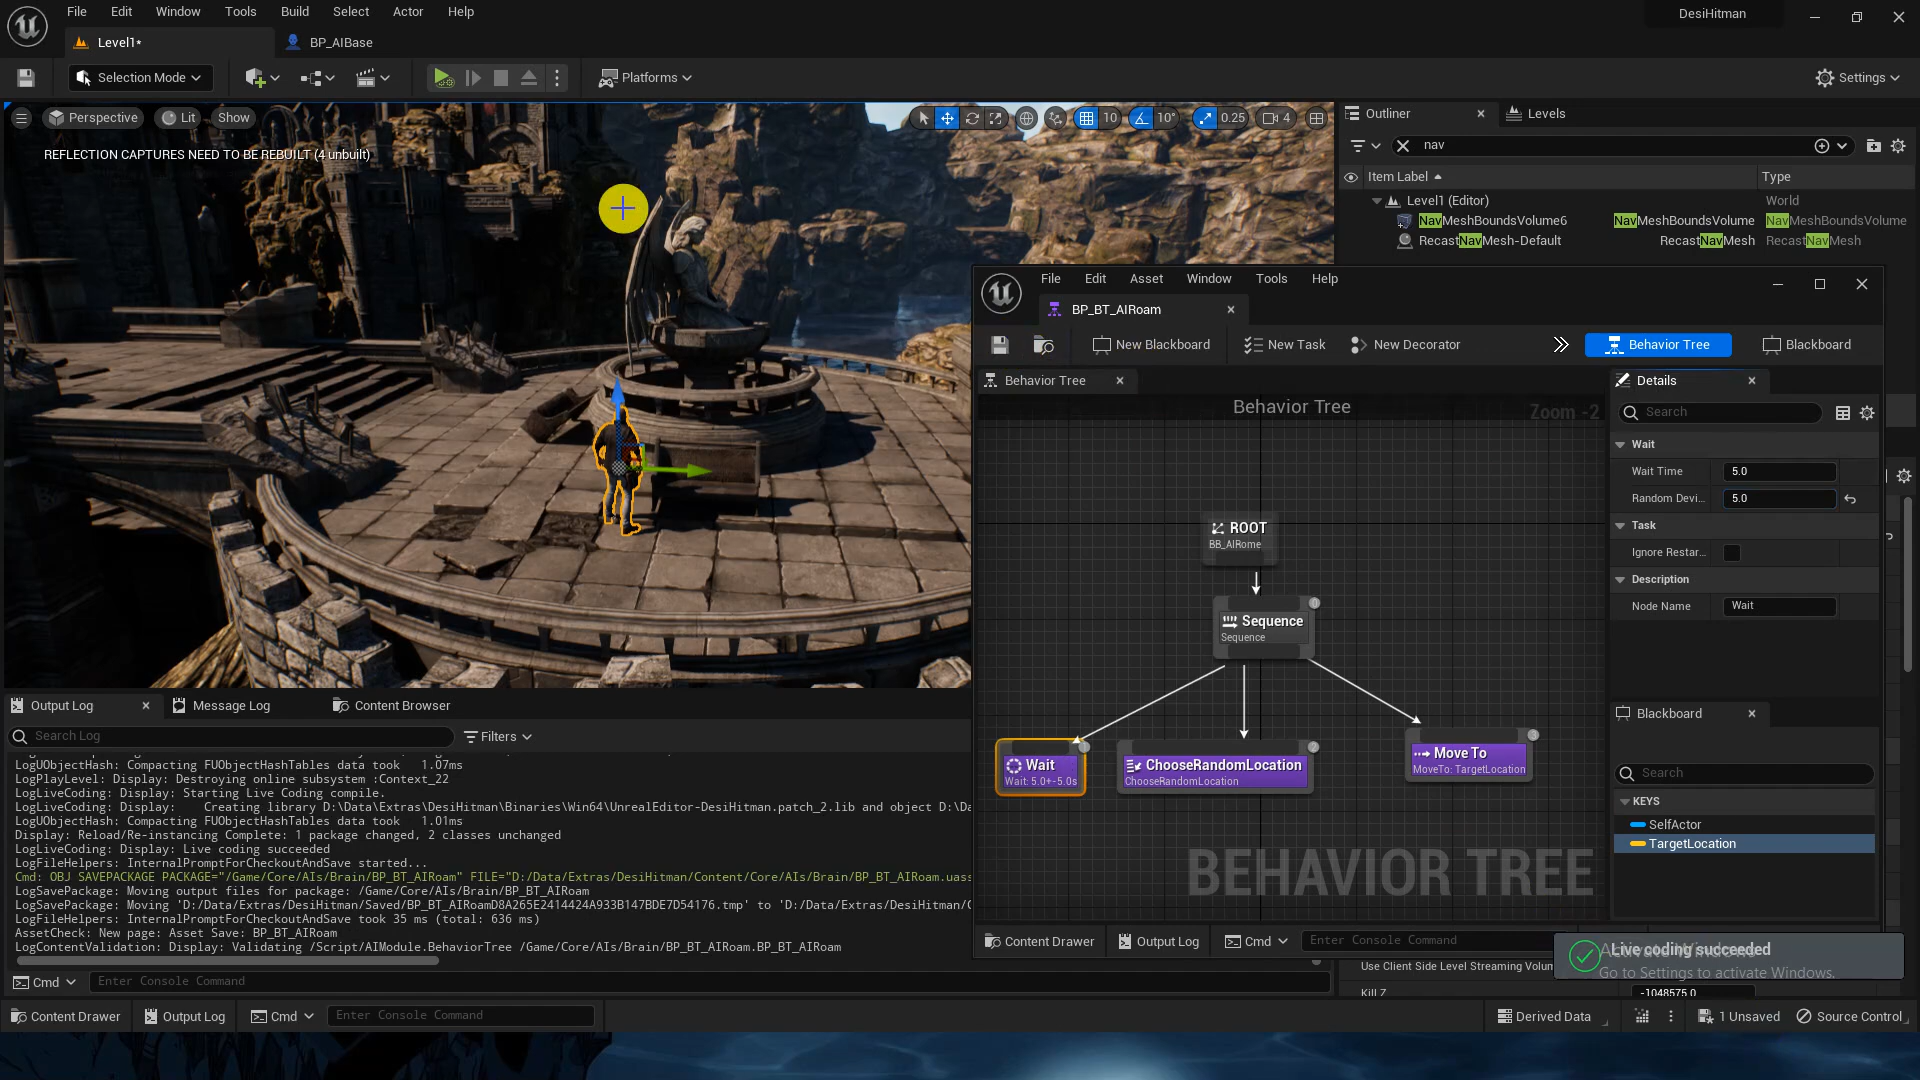 File Edit Window Tools Build Select Actor Help
DesiHitman
Level1*
BP_AIBase
Selection Mode
Platforms
Settings
Perspective
Lit
Show
10
10°
0.25
4
REFLECTION CAPTURES NEED TO BE REBUILT (4 unbuilt)
Outliner
Levels
nav
Item Label
Type
Level1 (Editor)
World
NavMeshBoundsVolume6 NavMeshBoundsVolume NavMeshBoundsVolume
RecastNavMesh-Default RecastNavMesh RecastNavMesh
File Edit Asset Window Tools Help
BP_BT_AIRoam
New Blackboard
New Task
New Decorator
Behavior Tree
Blackboard
Behavior Tree
Behavior Tree
Zoom -2
ROOT
BB_AIRome
Sequence
Sequence
0
Wait
Wait: 5.0+-5.0s
1
ChooseRandomLocation
ChooseRandomLocation
2
Move To
MoveTo: TargetLocation
3
BEHAVIOR TREE
Details
Search
Wait
Wait Time 5.0
Random Devi... 5.0
Task
Ignore Restar...
Description
Node Name Wait
Blackboard
Search
KEYS
SelfActor
TargetLocation
Content Drawer
Output Log
Cmd
Enter Console Command
Output Log
Message Log
Content Browser
Search Log
Filters
LogUObjectHash: Compacting FUObjectHashTables data took   1.07ms
LogPlayLevel: Display: Destroying online subsystem :Context_22
LogLiveCoding: Display: Starting Live Coding compile.
LogLiveCoding: Display:    Creating library D:\Data\Extras\DesiHitman\Binaries\Win64\UnrealEditor-DesiHitman.patch_2.lib and object D:\Da
LogUObjectHash: Compacting FUObjectHashTables data took   1.01ms
Display: Reload/Re-instancing Complete: 1 package changed, 2 classes unchanged
LogLiveCoding: Display: Live coding succeeded
LogFileHelpers: InternalPromptForCheckoutAndSave started...
Cmd: OBJ SAVEPACKAGE PACKAGE="/Game/Core/AIs/Brain/BP_BT_AIRoam" FILE="D:/Data/Extras/DesiHitman/Content/Core/AIs/Brain/BP_BT_AIRoam.uass
LogSavePackage: Moving output files for package: /Game/Core/AIs/Brain/BP_BT_AIRoam
LogSavePackage: Moving 'D:/Data/Extras/DesiHitman/Saved/BP_BT_AIRoamD8A265E2414424A933B147BDE7D54176.tmp' to 'D:/Data/Extras/DesiHitman/C
LogFileHelpers: InternalPromptForCheckoutAndSave took 35 ms (total: 636 ms)
AssetCheck: New page: Asset Save: BP_BT_AIRoam
LogContentValidation: Display: Validating /Script/AIModule.BehaviorTree /Game/Core/AIs/Brain/BP_BT_AIRoam.BP_BT_AIRoam
Cmd
Enter Console Command
Use Client Side Level Streaming Volum
Kill Z
-1048575.0
Live coding succeeded
Activate Windows
Go to Settings to activate Windows.
Content Drawer
Output Log
Cmd
Enter Console Command
Derived Data
1 Unsaved
Source Control